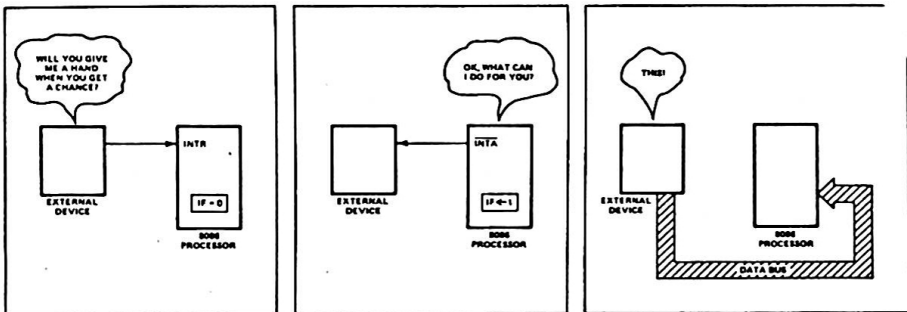 WILL YOU GIVE
ME A HAND
WHEN YOU GET
A CHANCE?
INTR
IF = 0
EXTERNAL
DEVICE
8086
PROCESSOR
OK, WHAT CAN
I DO FOR YOU?
INTA
IF ← 1
EXTERNAL
DEVICE
8086
PROCESSOR
THIS!
EXTERNAL
DEVICE
8086
PROCESSOR
DATA BUS